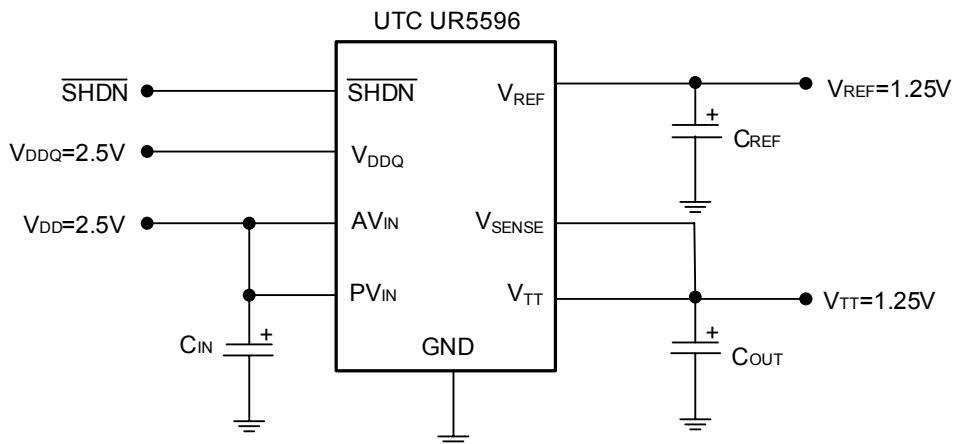 UTC UR5596
SHDN
SHDN
VREF
VREF=1.25V
CREF
VDDQ=2.5V
VDDQ
VDD=2.5V
AVIN
VSENSE
PVIN
VTT
VTT=1.25V
CIN
GND
COUT
+
+
+